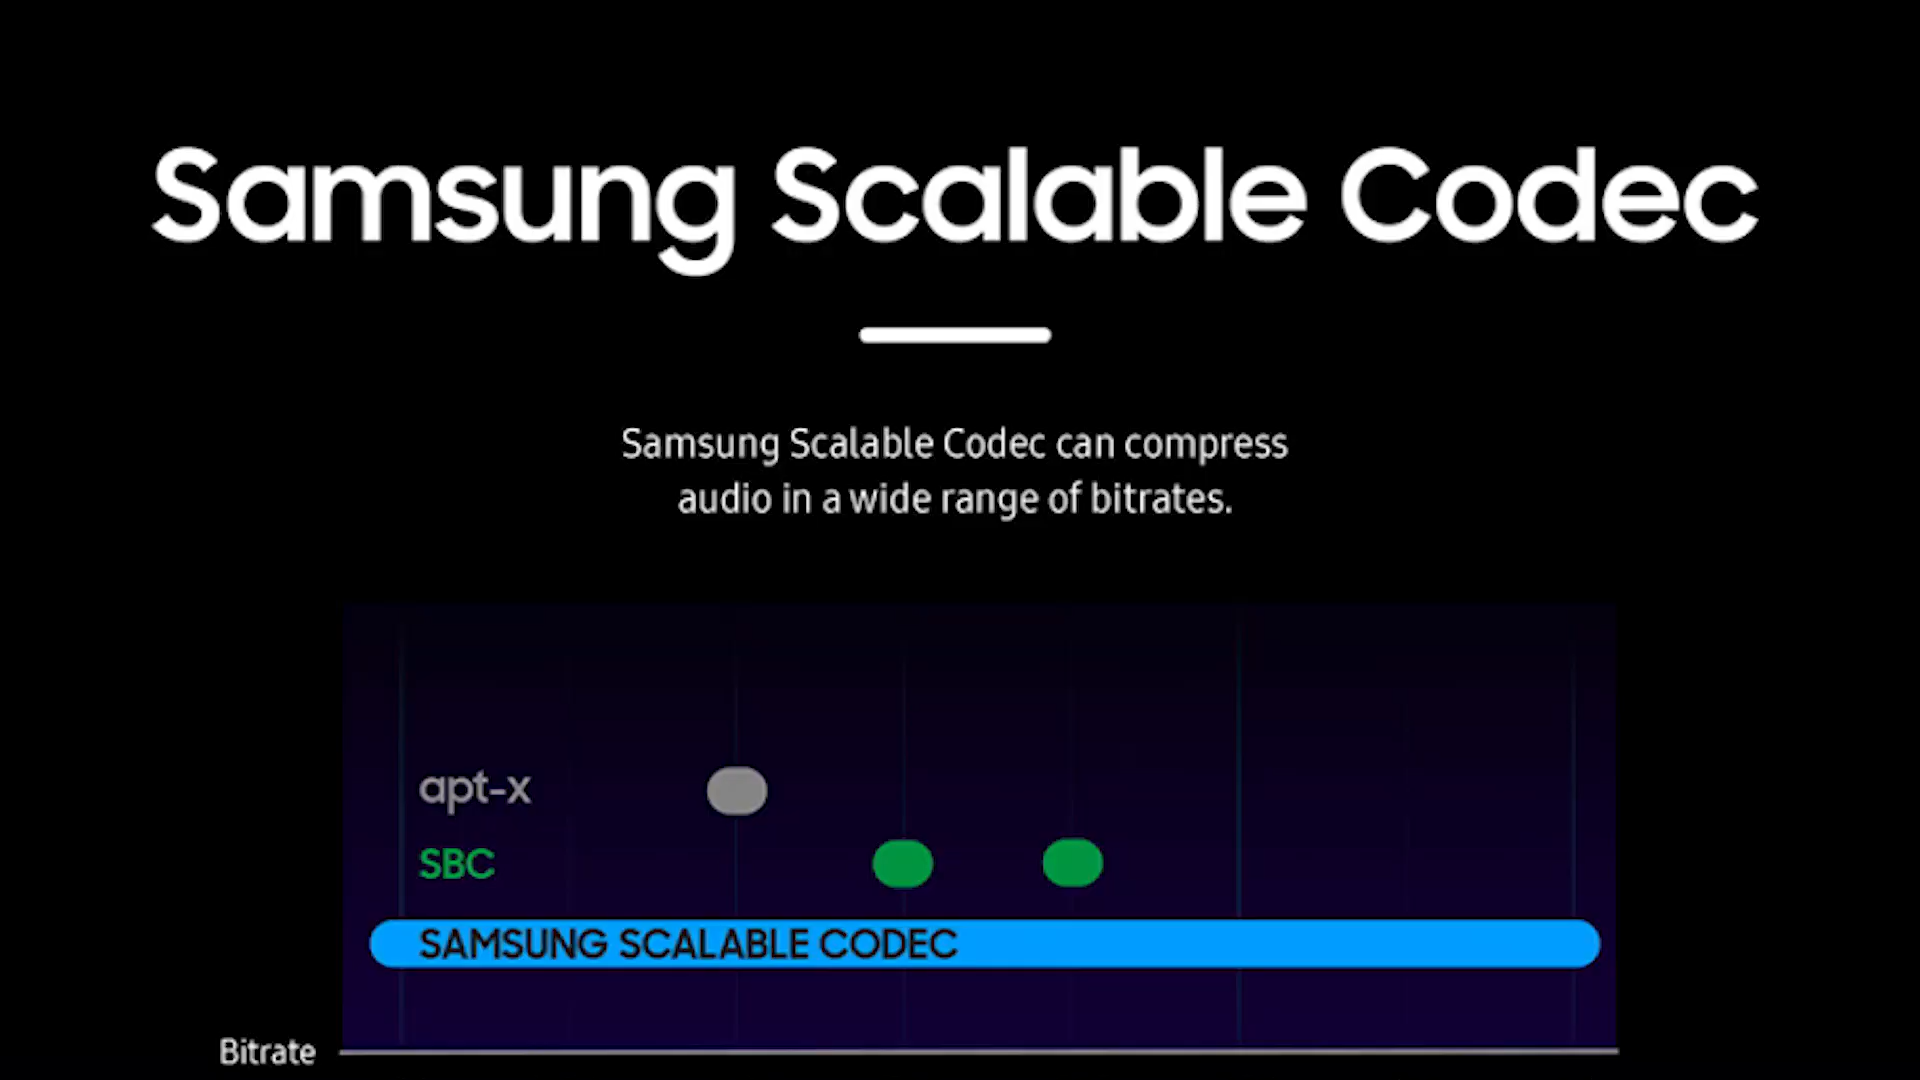 Samsung Scalable Codec
Samsung Scalable Codec can compress
audio in a wide range of bitrates.
apt-x
SBC
SAMSUNG SCALABLE CODEC
Bitrate